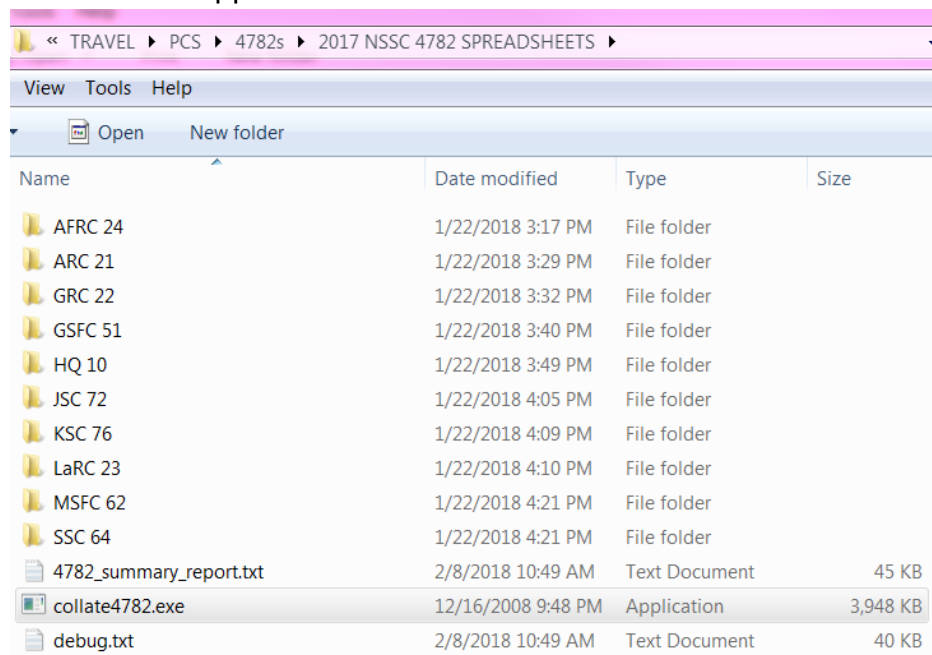 « TRAVEL ▸ PCS ▸ 4782s ▸ 2017 NSSC 4782 SPREADSHEETS ▸
View Tools Help
Open New folder
Name Date modified Type Size
AFRC 24 1/22/2018 3:17 PM File folder
ARC 21 1/22/2018 3:29 PM File folder
GRC 22 1/22/2018 3:32 PM File folder
GSFC 51 1/22/2018 3:40 PM File folder
HQ 10 1/22/2018 3:49 PM File folder
JSC 72 1/22/2018 4:05 PM File folder
KSC 76 1/22/2018 4:09 PM File folder
LaRC 23 1/22/2018 4:10 PM File folder
MSFC 62 1/22/2018 4:21 PM File folder
SSC 64 1/22/2018 4:21 PM File folder
4782_summary_report.txt 2/8/2018 10:49 AM Text Document 45 KB
collate4782.exe 12/16/2008 9:48 PM Application 3,948 KB
debug.txt 2/8/2018 10:49 AM Text Document 40 KB